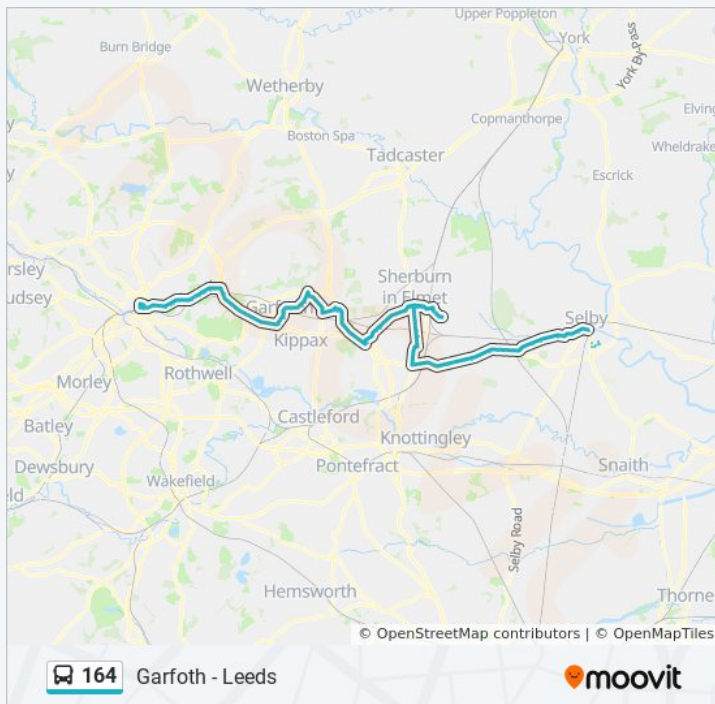 Upper Poppleton
York
Burn Bridge
York By-Pass
Wetherby
Elving
Copmanthorpe
Boston Spa
Wheldrake
Tadcaster
Escrick
ersley
Sherburn
in Elmet
udsey
Garf
Selby
Kippax
Rothwell
Morley
Castleford
Batley
Knottingley
Dewsbury
Pontefract
Snaith
Wakefield
Selby Road
Hemsworth
Thorne
© OpenStreetMap contributors | © OpenMapTiles
164 Garfoth - Leeds
moovit